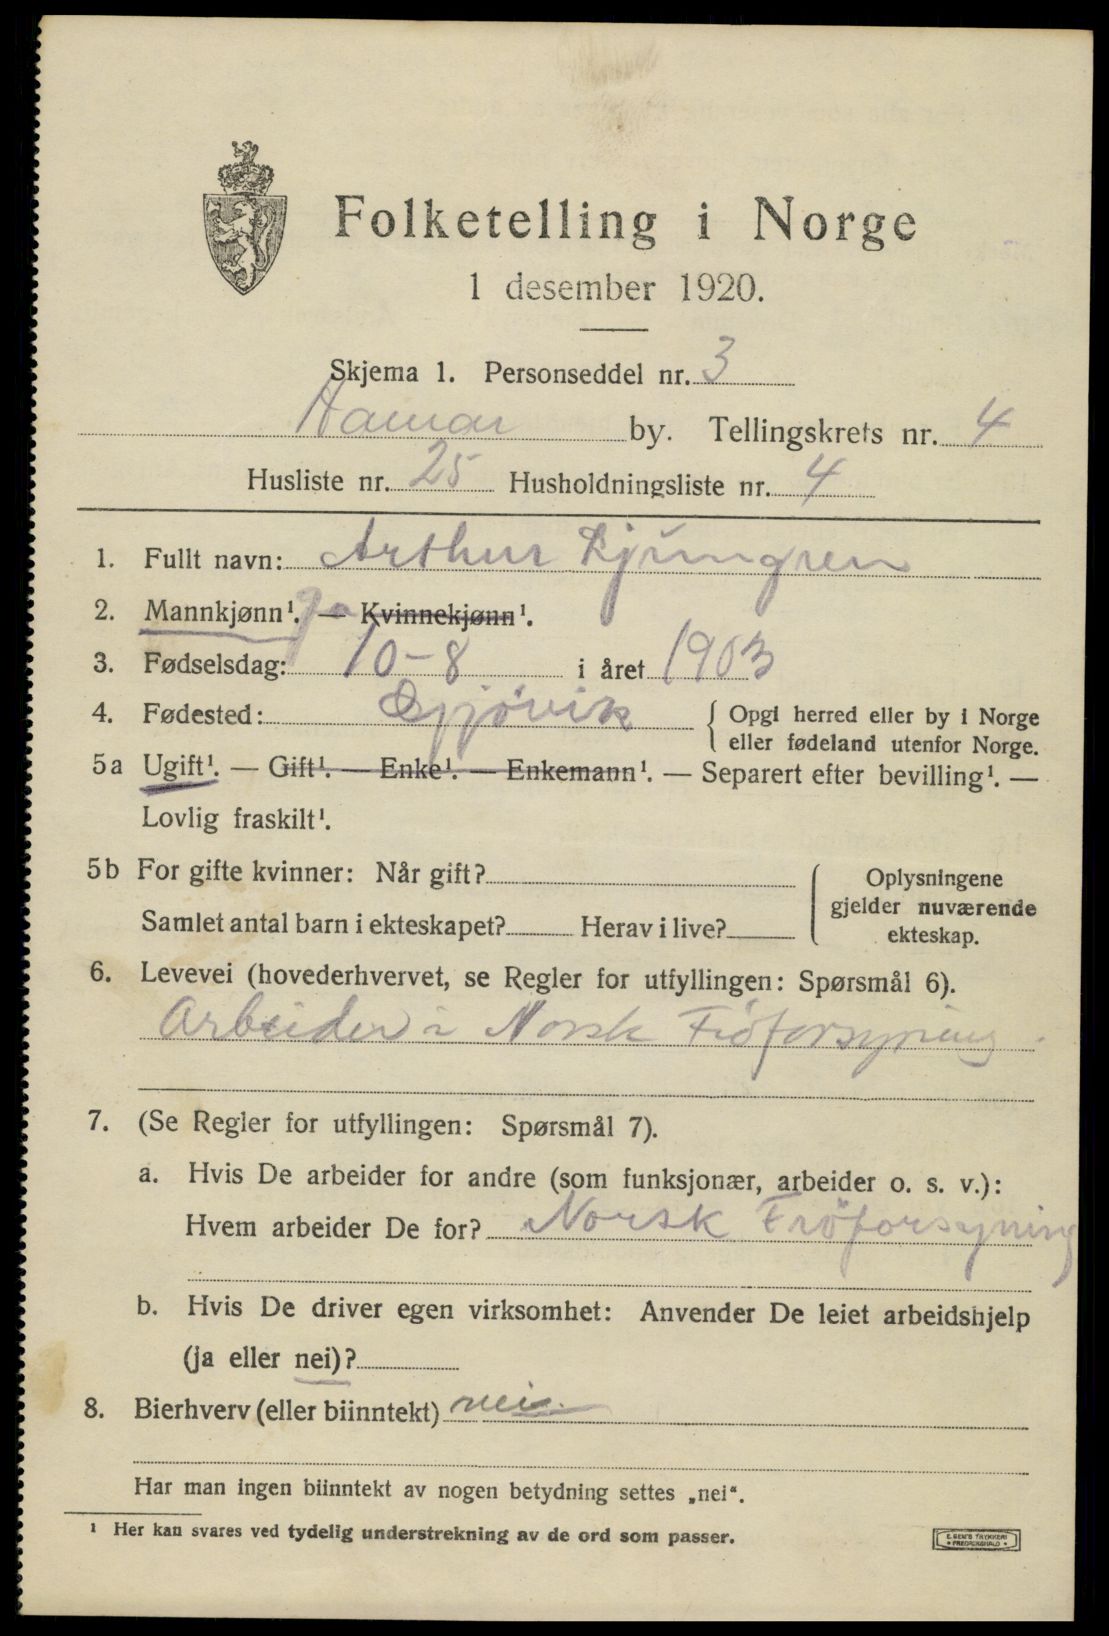 Folketelling i Norge
1 desember 1920.
Skjema 1. Personseddel nr. 3
Hamar by. Tellingskrets nr. 4
Husliste nr. 25 Husholdningsliste nr. 4
1. Fullt navn: Arthur Ljungren
2. Mannkjønn¹. ja — Kvinnekjønn¹.
3. Fødselsdag: 10-8 i året 1903
4. Fødested: Gjøvik { Opgi herred eller by i Norge
eller fødeland utenfor Norge.
5a Ugift¹. — Gift¹. — Enke¹. — Enkemann¹. — Separert efter bevilling¹. —
Lovlig fraskilt¹.
5b For gifte kvinner: Når gift?
Samlet antal barn i ekteskapet? Herav i live?
Oplysningene
gjelder nuværende
ekteskap.
6. Levevei (hovederhvervet, se Regler for utfyllingen: Spørsmål 6).
Arbeider i Norsk Fröforsyning
7. (Se Regler for utfyllingen: Spørsmål 7).
a. Hvis De arbeider for andre (som funksjonær, arbeider o. s. v.):
Hvem arbeider De for? Norsk Fröforsyning
b. Hvis De driver egen virksomhet: Anvender De leiet arbeidshjelp
(ja eller nei)?
8. Bierhverv (eller biinntekt) nei.
Har man ingen biinntekt av nogen betydning settes „nei“.
¹ Her kan svares ved tydelig understrekning av de ord som passer.
E. SEM'S TRYKKERI
FREDRIKSHALD